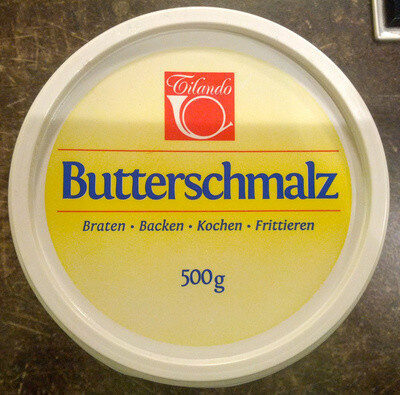 Tilando
Butterschmalz
Braten • Backen • Kochen • Frittieren
500g